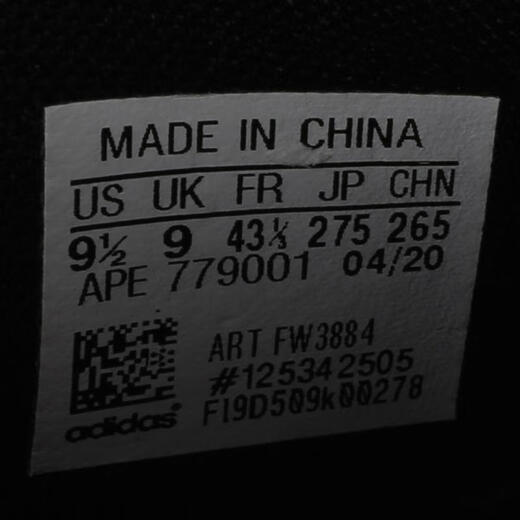 MADE IN CHINA
US UK FR JP CHN
9½ 9 43⅓ 275 265
APE 779001 04/20
ART FW3884
#125342505
adidas® FI9D509k00278